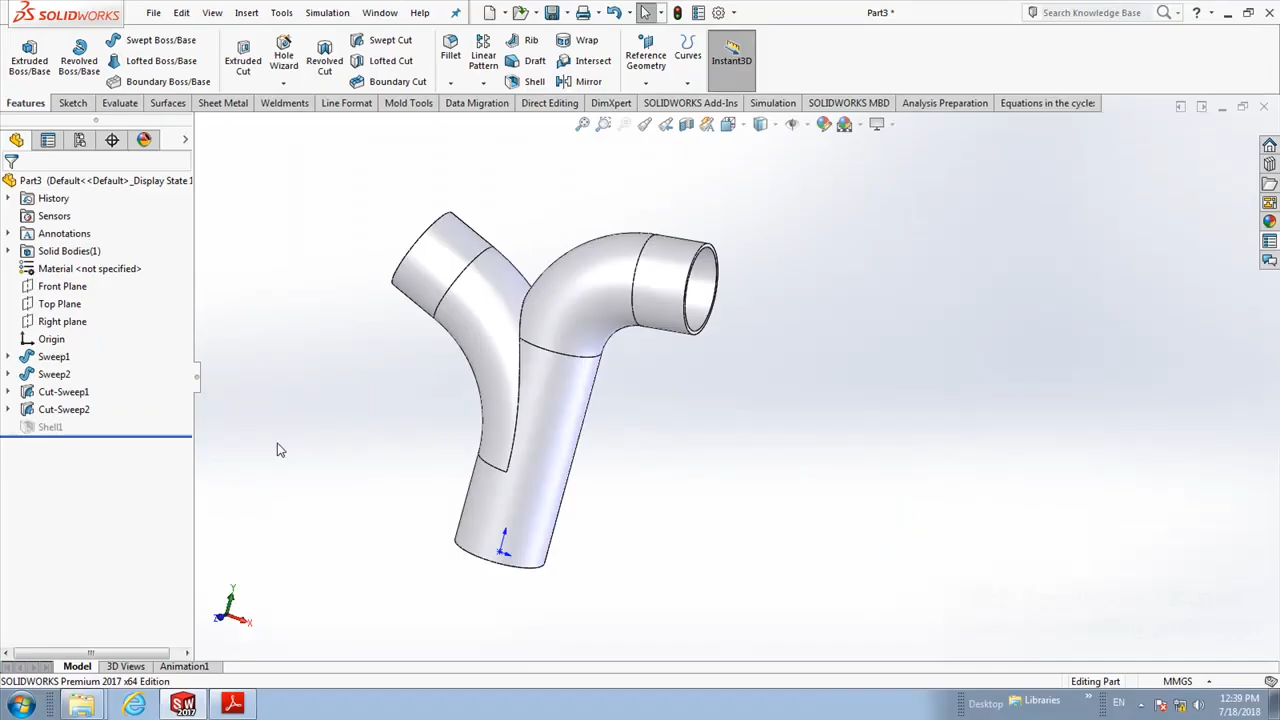 SOLIDWORKS File Edit View Insert Tools Simulation Window Help Part3 * Search Knowledge Base
Extruded Boss/Base Revolved Boss/Base Swept Boss/Base Lofted Boss/Base Boundary Boss/Base Extruded Cut Hole Wizard Revolved Cut Swept Cut Lofted Cut Boundary Cut Fillet Linear Pattern Rib Draft Shell Wrap Intersect Mirror Reference Geometry Curves Instant3D
Features Sketch Evaluate Surfaces Sheet Metal Weldments Line Format Mold Tools Data Migration Direct Editing DimXpert SOLIDWORKS Add-Ins Simulation SOLIDWORKS MBD Analysis Preparation Equations in the cycle:
Part3 (Default<<Default>_Display State 1
History
Sensors
Annotations
Solid Bodies(1)
Material <not specified>
Front Plane
Top Plane
Right plane
Origin
Sweep1
Sweep2
Cut-Sweep1
Cut-Sweep2
Shell1
Y
Z X
Model 3D Views Animation1
SOLIDWORKS Premium 2017 x64 Edition Editing Part MMGS
SW 2017 Desktop Libraries EN 12:39 PM
7/18/2018